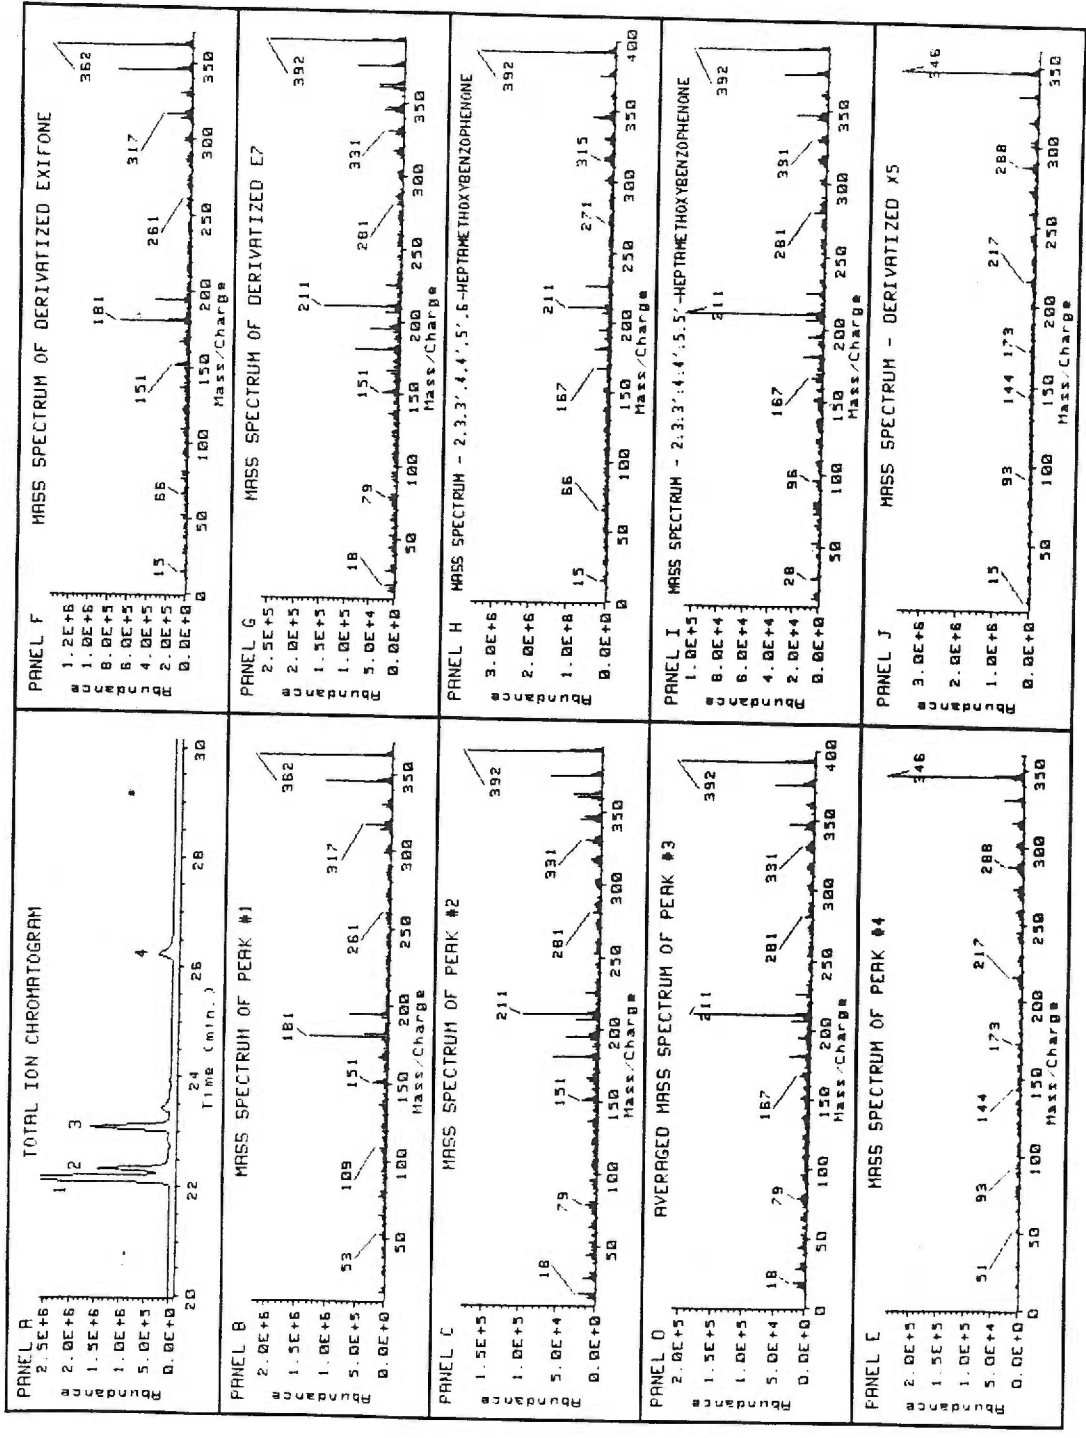 PANEL A
TOTAL ION CHROMATOGRAM
Abundance
2.5E+6
2.0E+6
1.5E+6
1.0E+6
5.0E+5
0.0E+0
1
2
3
4
20
22
24
26
28
30
Time (min.)
PANEL B
MASS SPECTRUM OF PEAK #1
Abundance
2.0E+6
1.5E+6
1.0E+6
5.0E+5
0.0E+0
53
109
151
181
261
317
362
50
100
150
200
250
300
350
Mass/Charge
PANEL C
MASS SPECTRUM OF PEAK #2
Abundance
1.5E+5
1.0E+5
5.0E+4
0.0E+0
18
79
151
211
281
331
392
50
100
150
200
250
300
350
Mass/Charge
PANEL D
AVERAGED MASS SPECTRUM OF PEAK #3
Abundance
2.0E+5
1.5E+5
1.0E+5
5.0E+4
0.0E+0
18
79
167
211
281
331
392
0
50
100
150
200
250
300
350
400
Mass/Charge
PANEL E
MASS SPECTRUM OF PEAK #4
Abundance
2.0E+5
1.5E+5
1.0E+5
5.0E+4
0.0E+0
51
93
144
173
217
288
346
0
50
100
150
200
250
300
350
Mass/Charge
PANEL F
MASS SPECTRUM OF DERIVATIZED EXIFONE
Abundance
1.2E+6
1.0E+6
8.0E+5
6.0E+5
4.0E+5
2.0E+5
0.0E+0
15
66
151
181
261
317
362
0
50
100
150
200
250
300
350
Mass/Charge
PANEL G
MASS SPECTRUM OF DERIVATIZED E7
Abundance
2.5E+5
2.0E+5
1.5E+5
1.0E+5
5.0E+4
0.0E+0
18
79
151
211
281
331
392
50
100
150
200
250
300
350
Mass/Charge
PANEL H
MASS SPECTRUM - 2,3,3',4,4',5',6-HEPTAMETHOXYBENZOPHENONE
Abundance
3.0E+6
2.0E+6
1.0E+6
0.0E+0
15
66
167
211
271
315
392
0
50
100
150
200
250
300
350
400
Mass/Charge
PANEL I
MASS SPECTRUM - 2,3,3',4,4',5,5'-HEPTAMETHOXYBENZOPHENONE
Abundance
1.0E+5
8.0E+4
6.0E+4
4.0E+4
2.0E+4
0.0E+0
28
96
167
211
281
331
392
50
100
150
200
250
300
350
Mass/Charge
PANEL J
MASS SPECTRUM - DERIVATIZED X5
Abundance
3.0E+6
2.0E+6
1.0E+6
0.0E+0
15
93
144
173
217
288
346
50
100
150
200
250
300
350
Mass/Charge